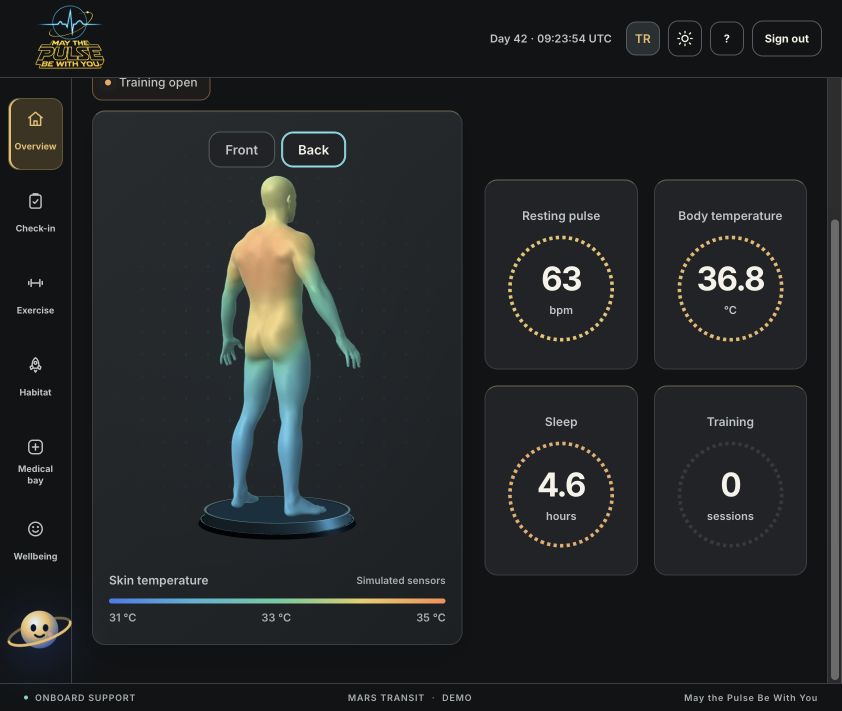 MAY THE
PULSE
BE WITH YOU
Day 42 · 09:23:54 UTC
TR
?
Sign out
Training open
Overview
Check-in
Exercise
Habitat
Medical
bay
Wellbeing
Front
Back
Skin temperature
Simulated sensors
31 °C
33 °C
35 °C
Resting pulse
63
bpm
Body temperature
36.8
°C
Sleep
4.6
hours
Training
0
sessions
ONBOARD SUPPORT
MARS TRANSIT · DEMO
May the Pulse Be With You